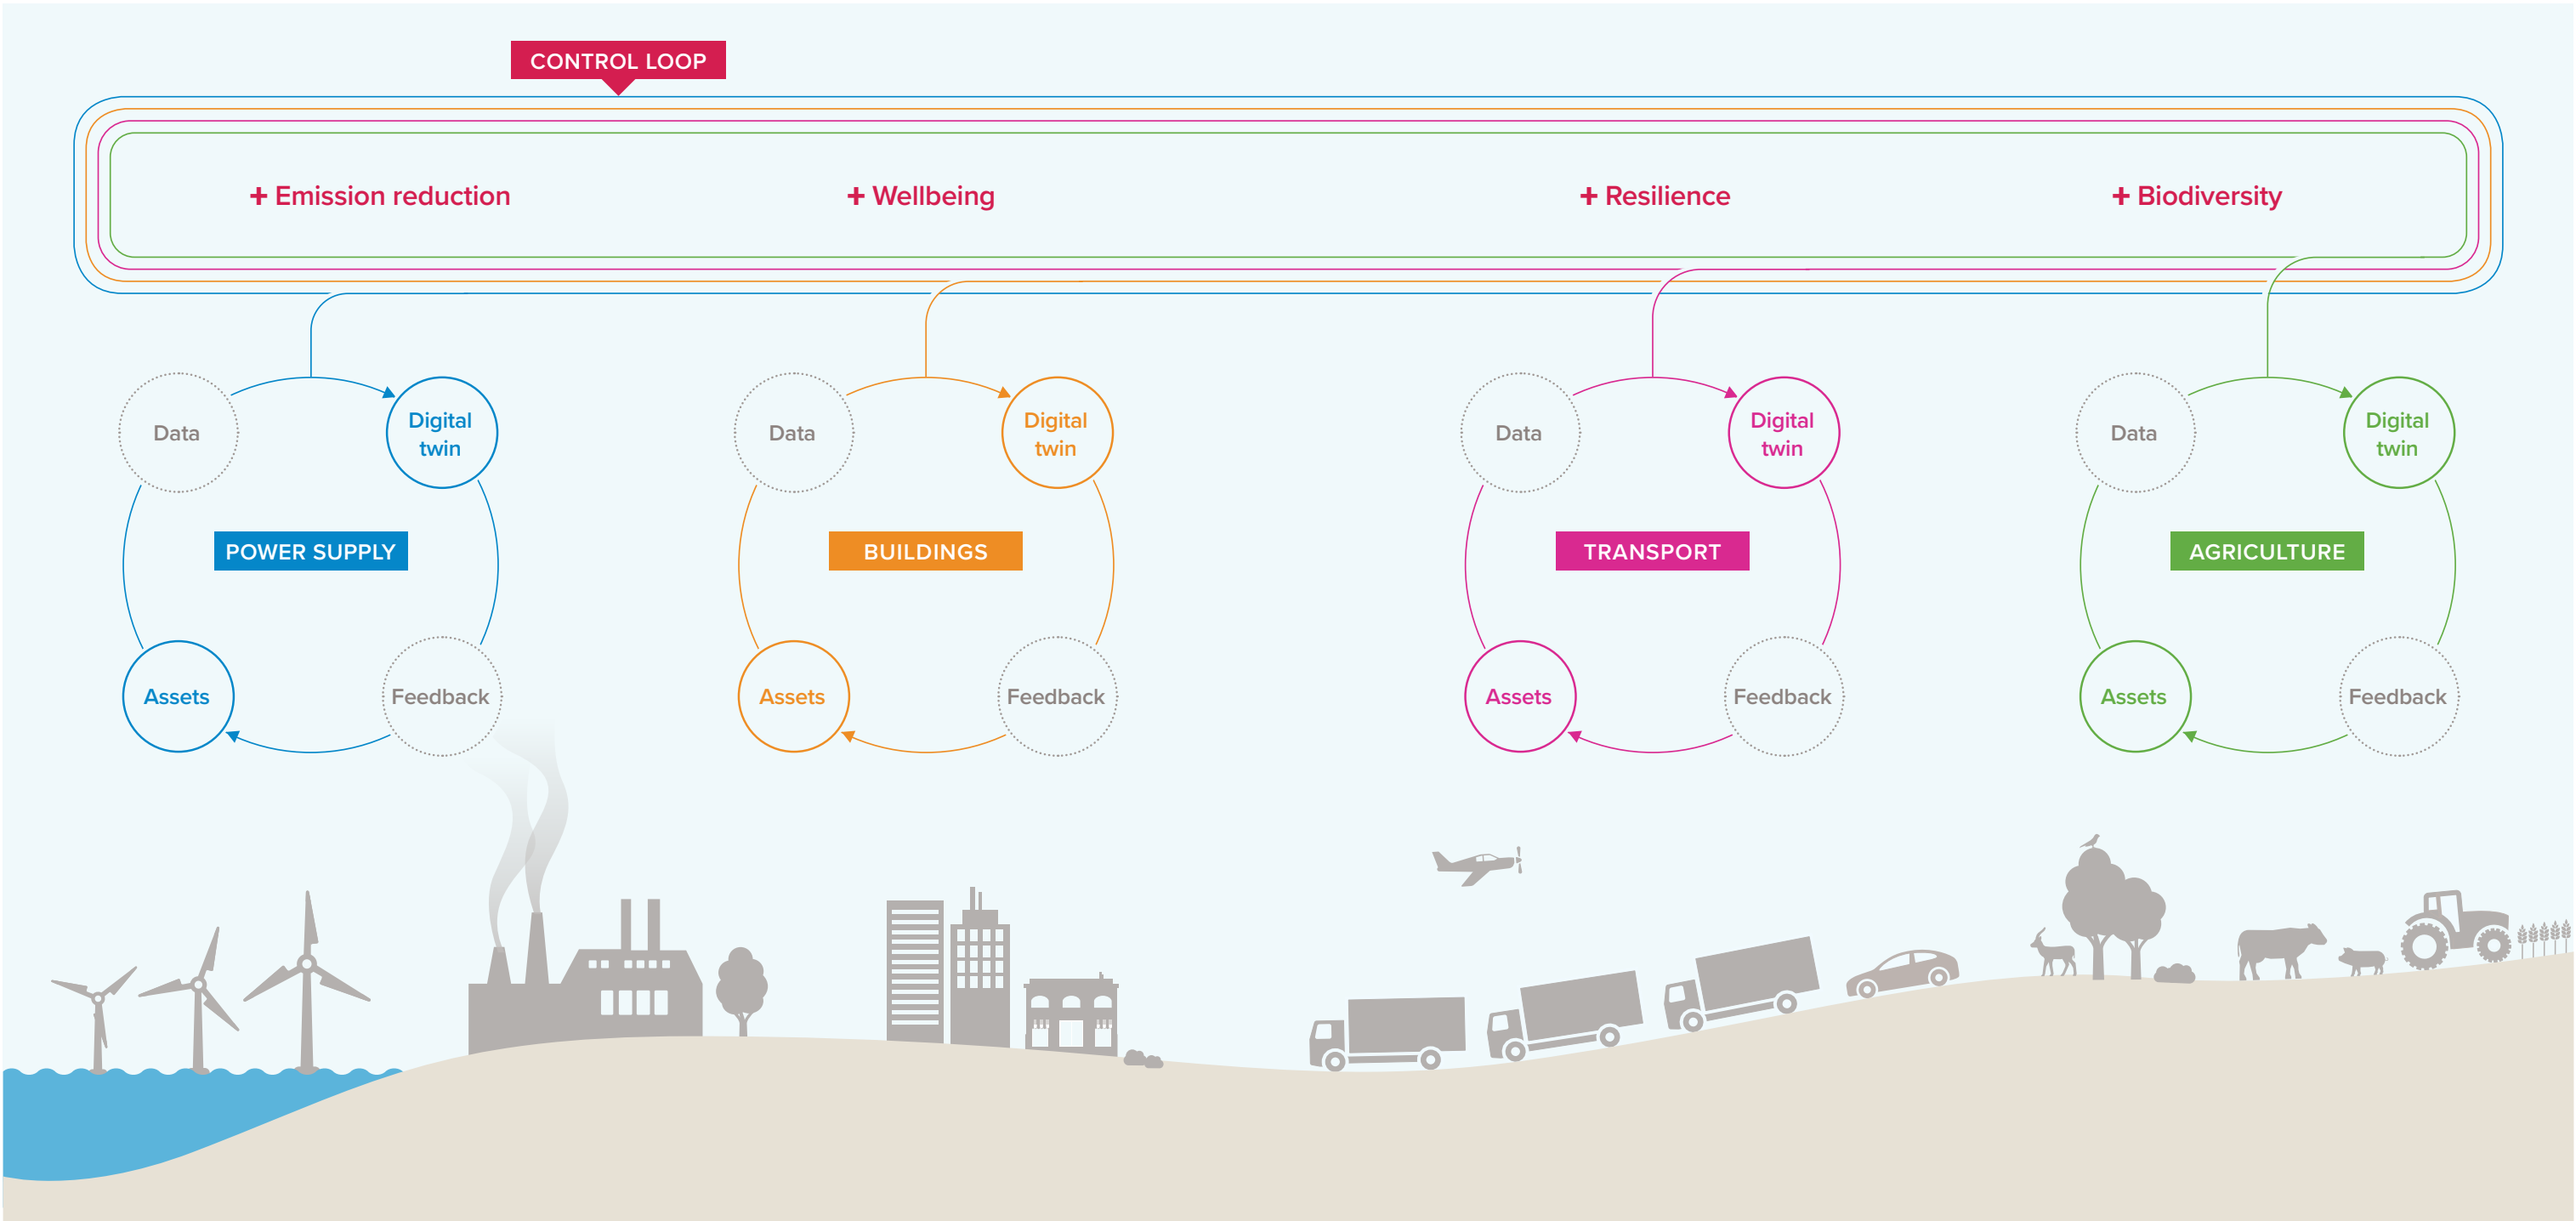 CONTROL LOOP
+ Emission reduction
+ Wellbeing
+ Resilience
+ Biodiversity
Data
Digital
twin
POWER SUPPLY
Assets
Feedback
Data
Digital
twin
BUILDINGS
Assets
Feedback
Data
Digital
twin
TRANSPORT
Assets
Feedback
Data
Digital
twin
AGRICULTURE
Assets
Feedback